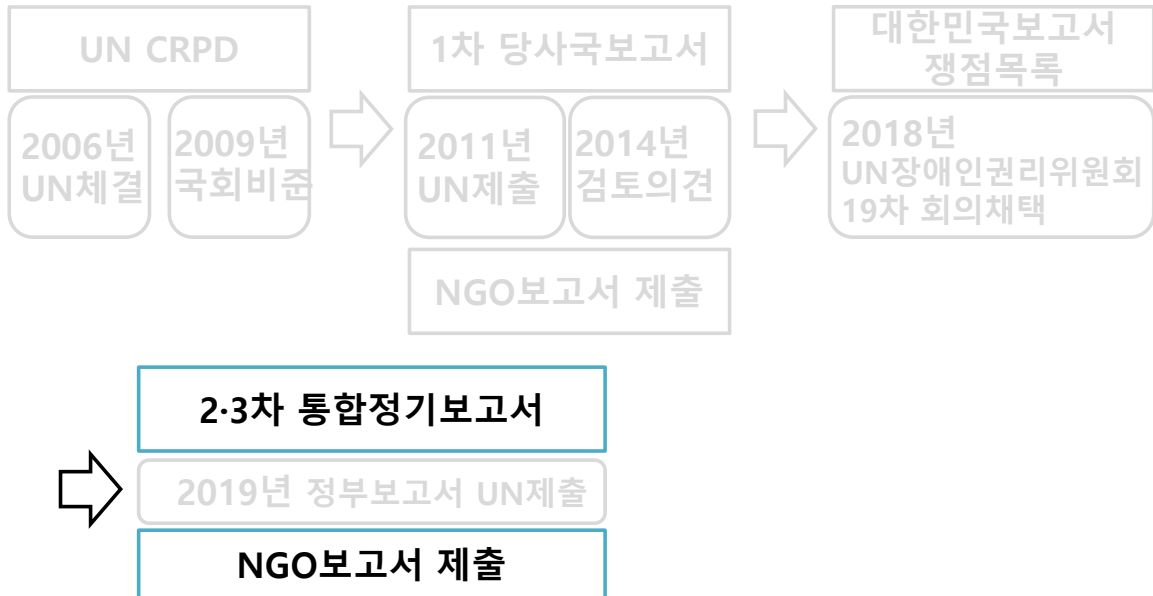 UN CRPD
2006년
UN체결
2009년
국회비준
1차 당사국보고서
2011년
UN제출
2014년
검토의견
NGO보고서 제출
대한민국보고서
쟁점목록
2018년
UN장애인권리위원회
19차 회의채택
2·3차 통합정기보고서
2019년 정부보고서 UN제출
NGO보고서 제출